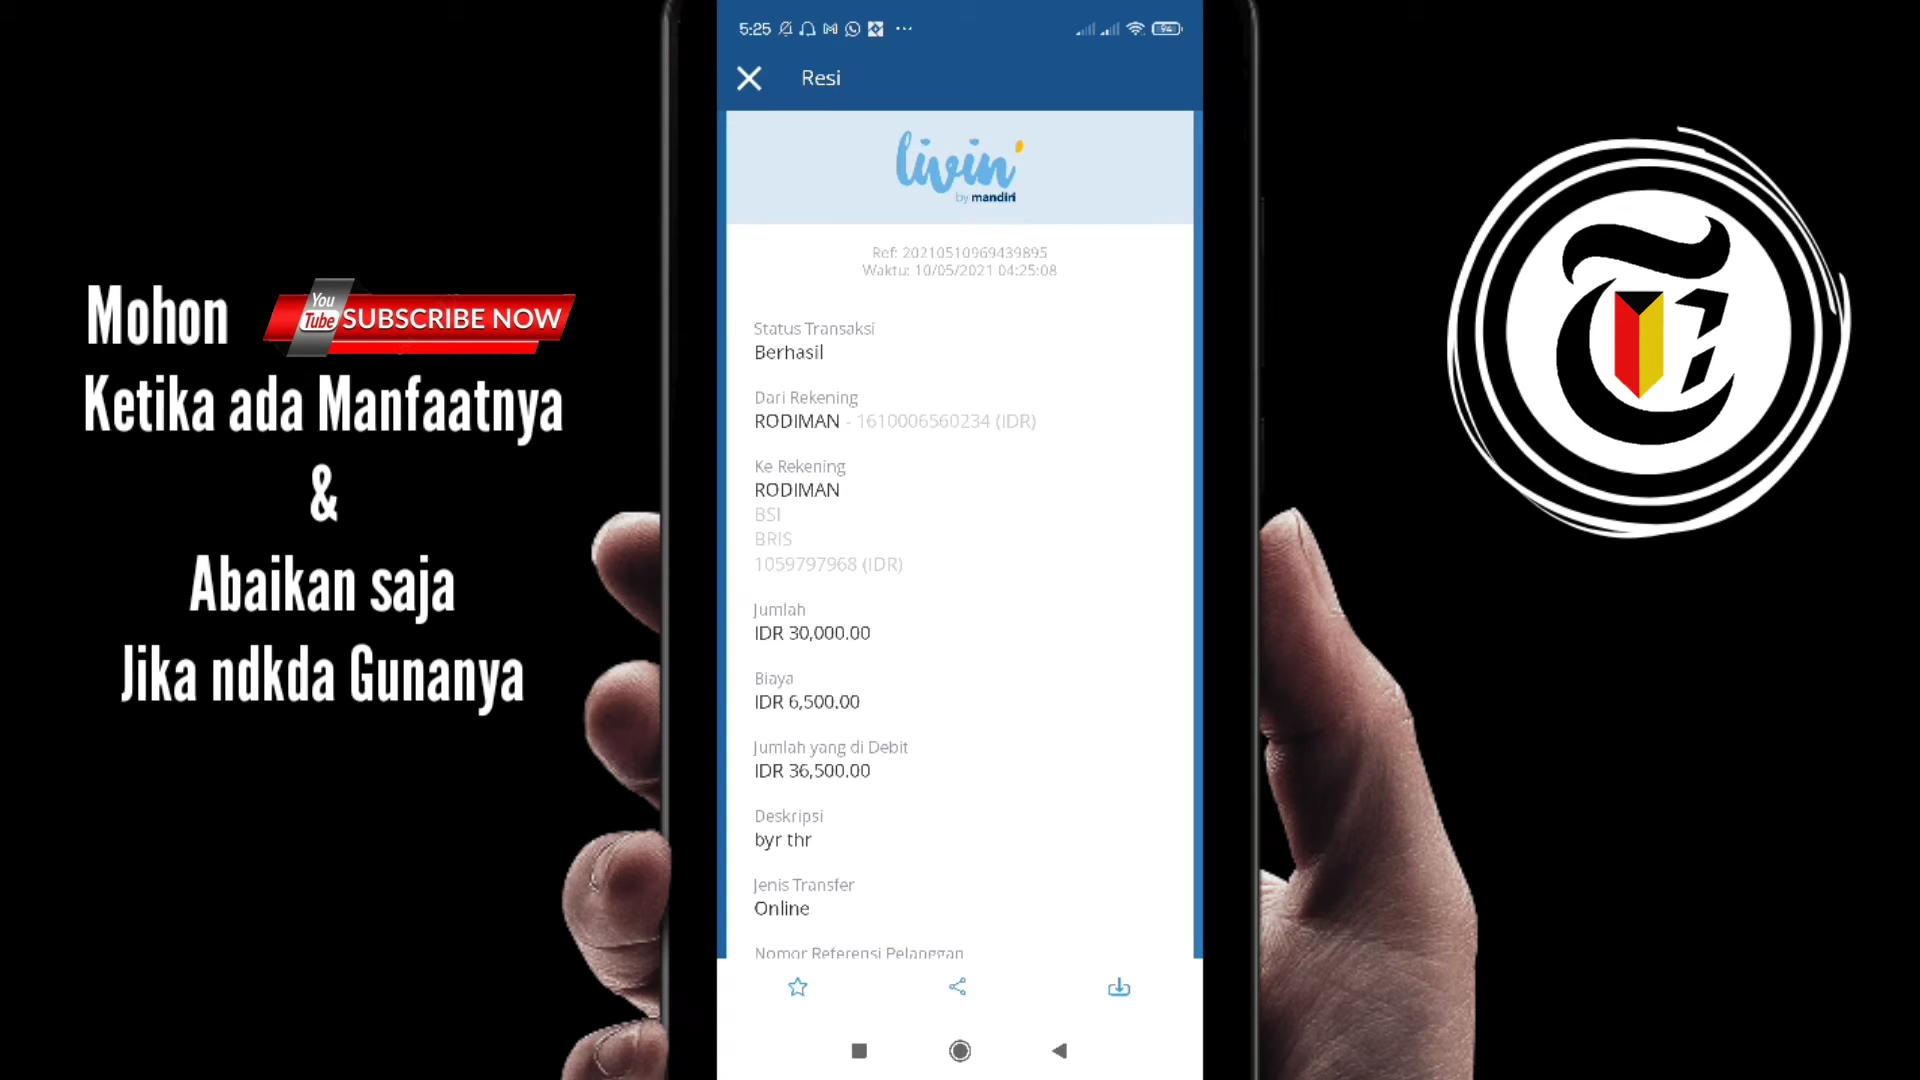 Mohon
You
Tube
SUBSCRIBE NOW
Ketika ada Manfaatnya
&
Abaikan saja
Jika ndkda Gunanya
5:25
94
Resi
livin'
by mandiri
Ref: 20210510969439895
Waktu: 10/05/2021 04:25:08
Status Transaksi
Berhasil
Dari Rekening
RODIMAN - 1610006560234 (IDR)
Ke Rekening
RODIMAN
BSI
BRIS
1059797968 (IDR)
Jumlah
IDR 30,000.00
Biaya
IDR 6,500.00
Jumlah yang di Debit
IDR 36,500.00
Deskripsi
byr thr
Jenis Transfer
Online
Nomor Referensi Pelanggan